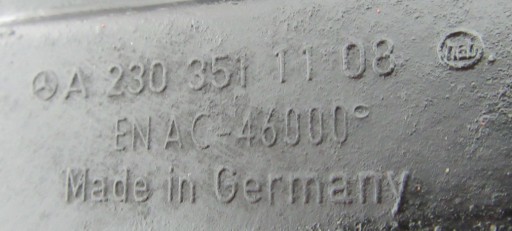 A 230 351 11 08
EN AC-46000°
Made in Germany